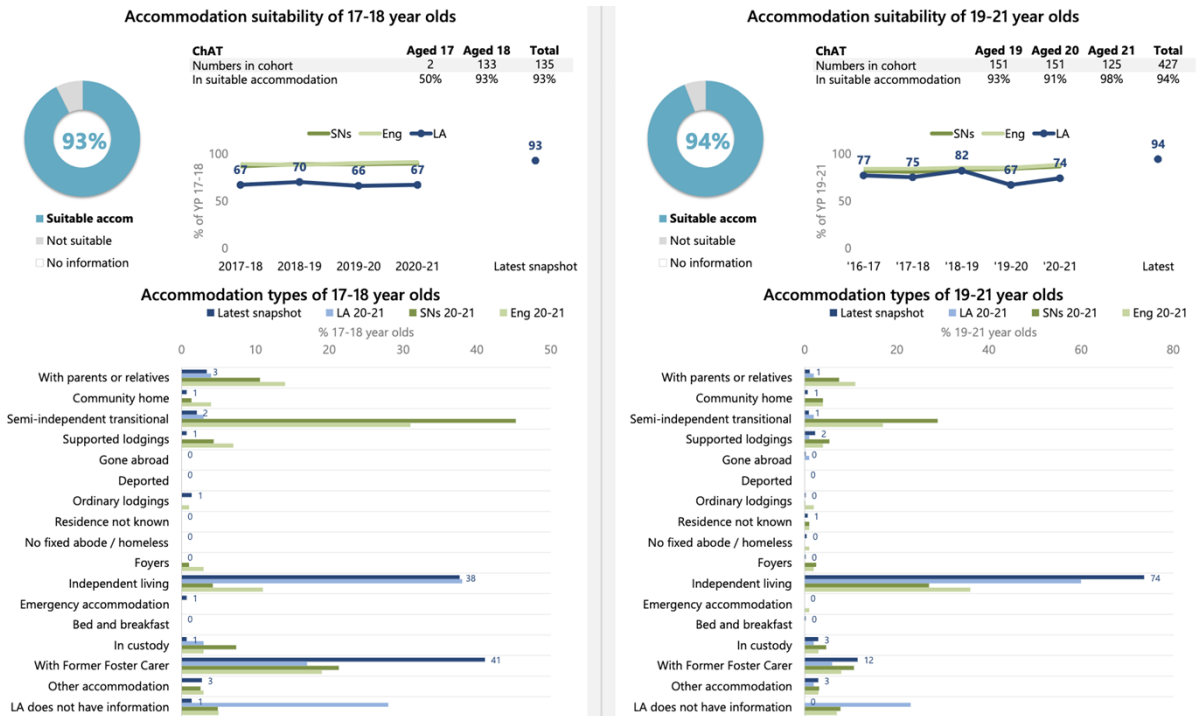 Accommodation suitability of 17-18 year olds
ChAT Aged 17 Aged 18 Total
Numbers in cohort 2 133 135
In suitable accommodation 50% 93% 93%
93%
SNs Eng LA
% of YP 17-18
100
50
0
67 70 66 67 93
2017-18 2018-19 2019-20 2020-21 Latest snapshot
Suitable accom
Not suitable
No information
Accommodation types of 17-18 year olds
Latest snapshot LA 20-21 SNs 20-21 Eng 20-21
% 17-18 year olds
0 10 20 30 40 50
With parents or relatives 3
Community home 1
Semi-independent transitional 2
Supported lodgings 1
Gone abroad 0
Deported 0
Ordinary lodgings 1
Residence not known 0
No fixed abode / homeless 0
Foyers 0
Independent living 38
Emergency accommodation 1
Bed and breakfast 0
In custody 1
With Former Foster Carer 41
Other accommodation 3
LA does not have information 1
Accommodation suitability of 19-21 year olds
ChAT Aged 19 Aged 20 Aged 21 Total
Numbers in cohort 151 151 125 427
In suitable accommodation 93% 91% 98% 94%
94%
SNs Eng LA
% of YP 19-21
100
50
0
77 75 82 67 74 94
'16-17 '17-18 '18-19 '19-20 '20-21 Latest
Suitable accom
Not suitable
No information
Accommodation types of 19-21 year olds
Latest snapshot LA 20-21 SNs 20-21 Eng 20-21
% 19-21 year olds
0 20 40 60 80
With parents or relatives 1
Community home 1
Semi-independent transitional 1
Supported lodgings 2
Gone abroad 0
Deported 0
Ordinary lodgings 0
Residence not known 1
No fixed abode / homeless 0
Foyers 0
Independent living 74
Emergency accommodation 0
Bed and breakfast 0
In custody 3
With Former Foster Carer 12
Other accommodation 3
LA does not have information 0